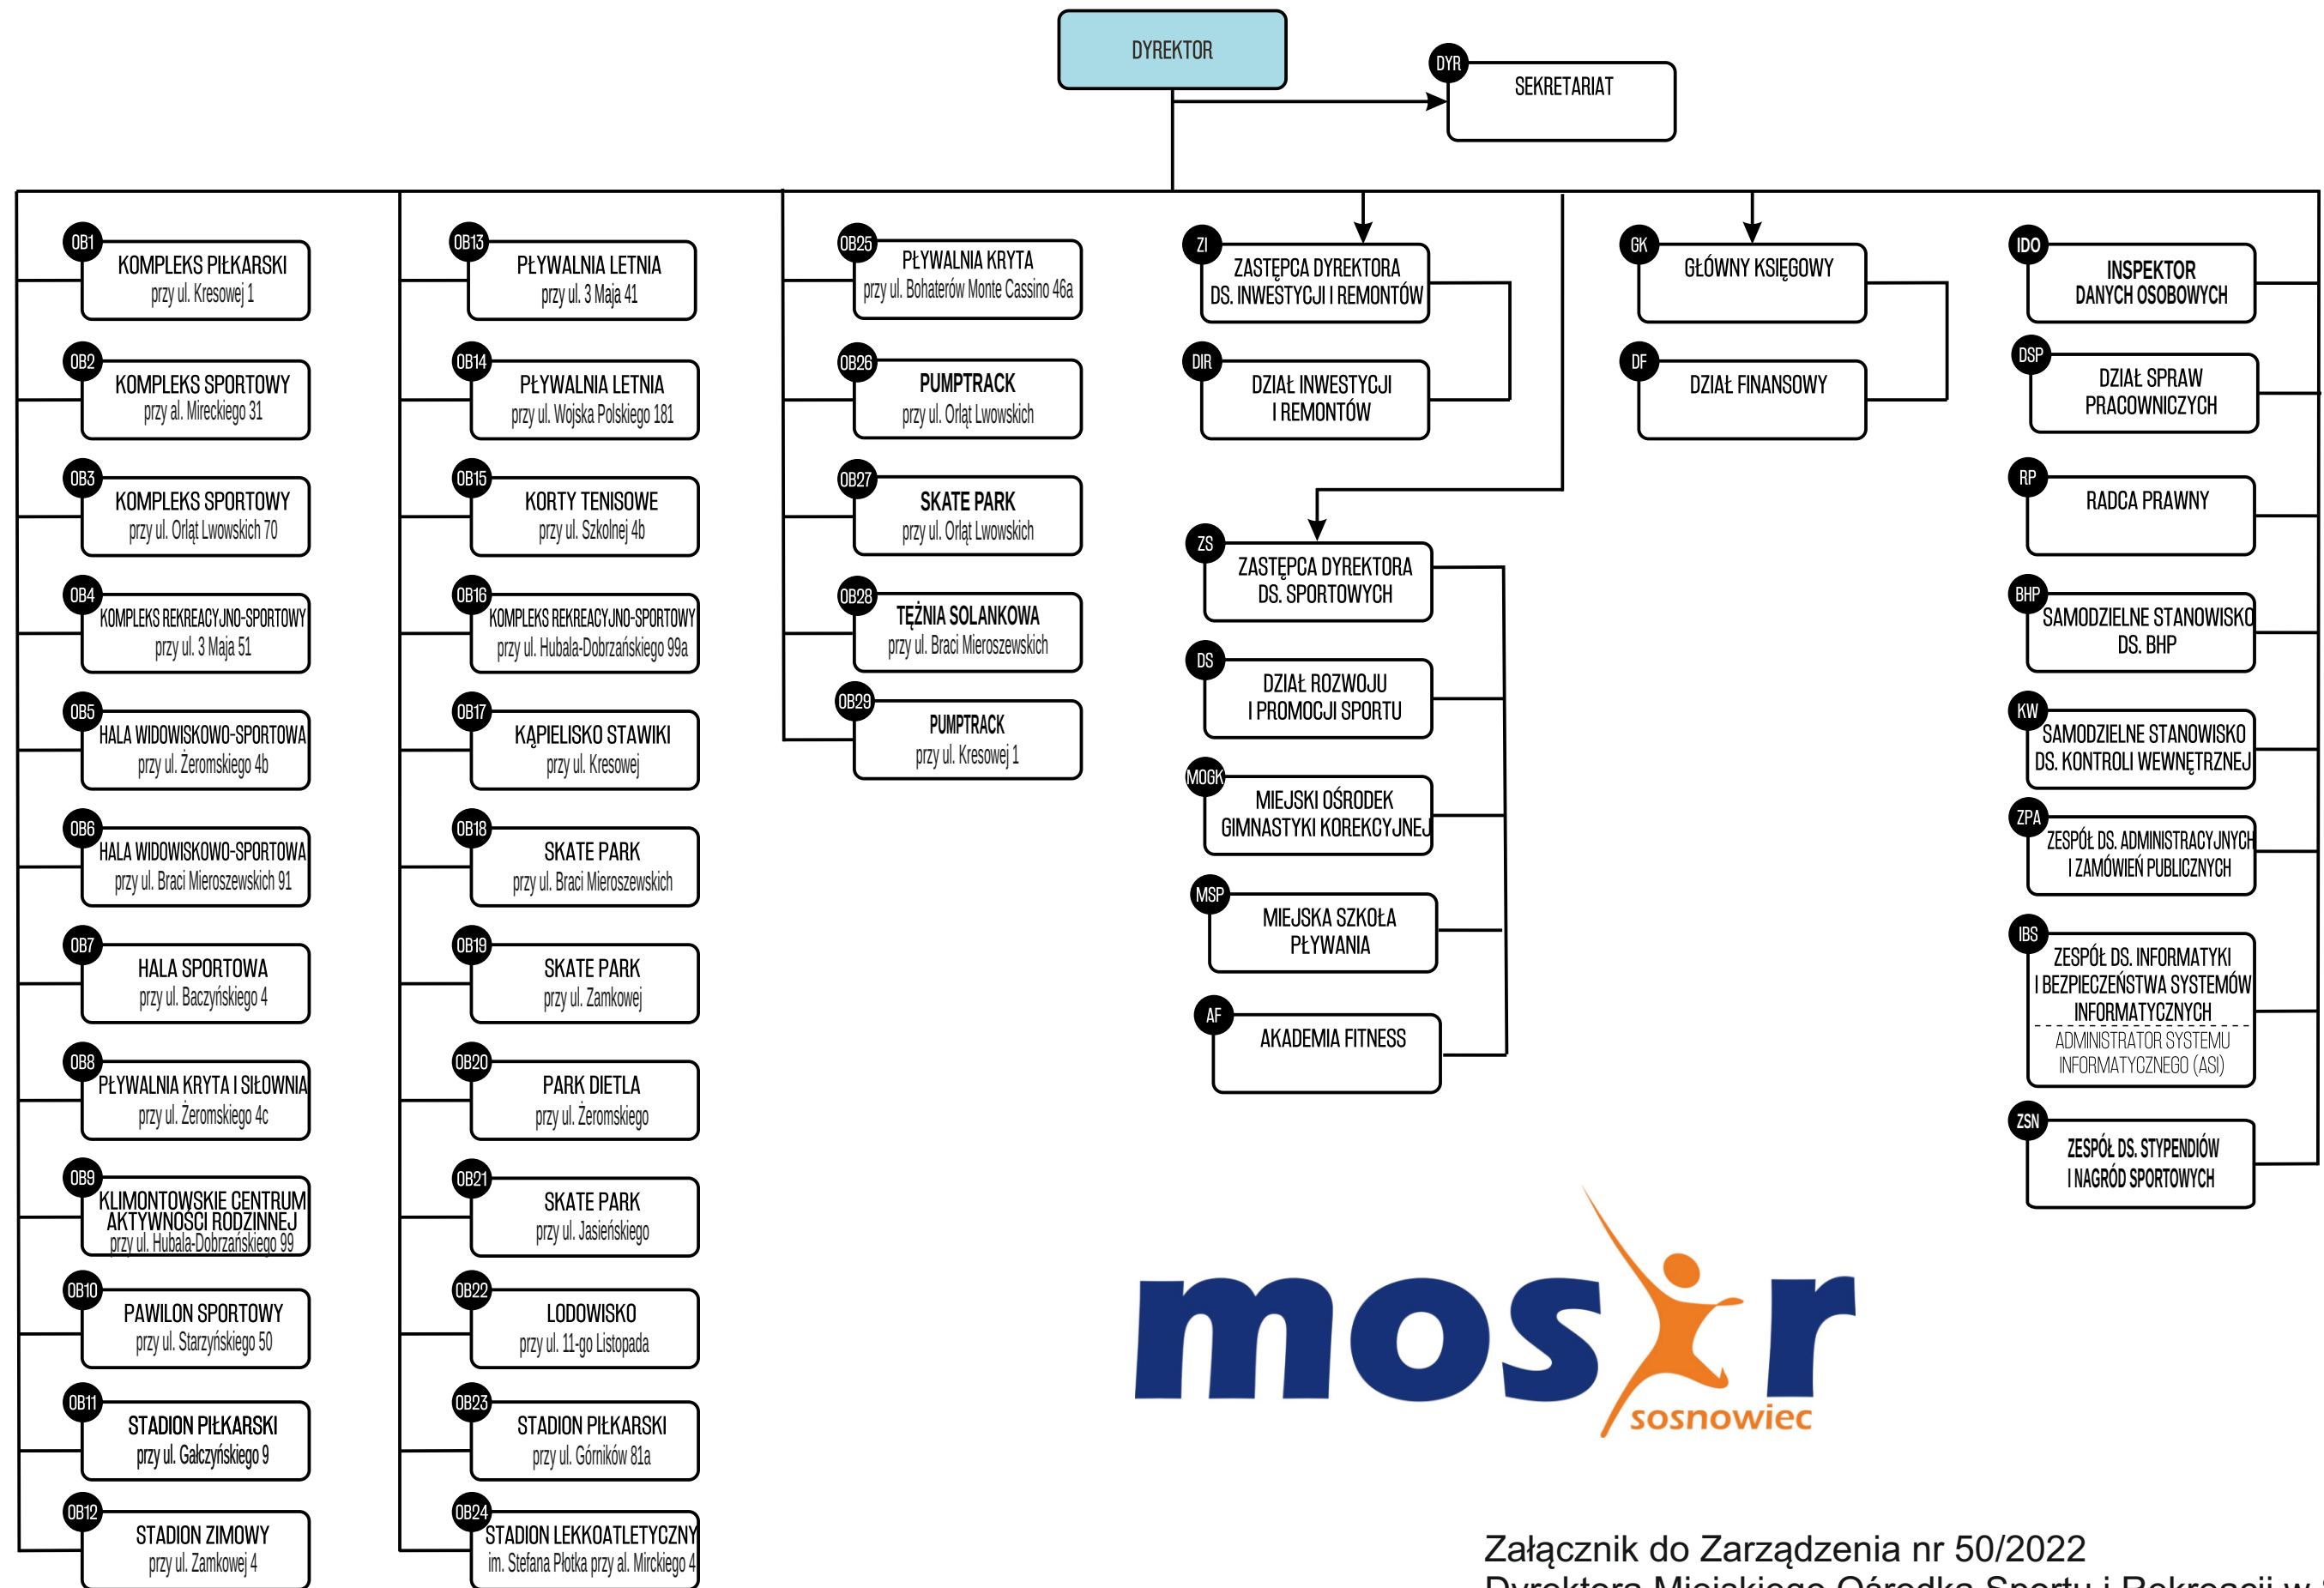 DYREKTOR
DYR
SEKRETARIAT
OB1
KOMPLEKS PIŁKARSKI
przy ul. Kresowej 1
OB2
KOMPLEKS SPORTOWY
przy al. Mireckiego 31
OB3
KOMPLEKS SPORTOWY
przy ul. Orląt Lwowskich 70
OB4
KOMPLEKS REKREACYJNO-SPORTOWY
przy ul. 3 Maja 51
OB5
HALA WIDOWISKOWO-SPORTOWA
przy ul. Żeromskiego 4b
OB6
HALA WIDOWISKOWO-SPORTOWA
przy ul. Braci Mieroszewskich 91
OB7
HALA SPORTOWA
przy ul. Baczyńskiego 4
OB8
PŁYWALNIA KRYTA I SIŁOWNIA
przy ul. Żeromskiego 4c
OB9
KLIMONTOWSKIE CENTRUM
AKTYWNOŚCI RODZINNEJ
przy ul. Hubala-Dobrzańskiego 99
OB10
PAWILON SPORTOWY
przy ul. Starzyńskiego 50
OB11
STADION PIŁKARSKI
przy ul. Gałczyńskiego 9
OB12
STADION ZIMOWY
przy ul. Zamkowej 4
OB13
PŁYWALNIA LETNIA
przy ul. 3 Maja 41
OB14
PŁYWALNIA LETNIA
przy ul. Wojska Polskiego 181
OB15
KORTY TENISOWE
przy ul. Szkolnej 4b
OB16
KOMPLEKS REKREACYJNO-SPORTOWY
przy ul. Hubala-Dobrzańskiego 99a
OB17
KĄPIELISKO STAWIKI
przy ul. Kresowej
OB18
SKATE PARK
przy ul. Braci Mieroszewskich
OB19
SKATE PARK
przy ul. Zamkowej
OB20
PARK DIETLA
przy ul. Żeromskiego
OB21
SKATE PARK
przy ul. Jasieńskiego
OB22
LODOWISKO
przy ul. 11-go Listopada
OB23
STADION PIŁKARSKI
przy ul. Górników 81a
OB24
STADION LEKKOATLETYCZNY
im. Stefana Płotka przy al. Mirckiego 4
OB25
PŁYWALNIA KRYTA
przy ul. Bohaterów Monte Cassino 46a
OB26
PUMPTRACK
przy ul. Orląt Lwowskich
OB27
SKATE PARK
przy ul. Orląt Lwowskich
OB28
TĘŻNIA SOLANKOWA
przy ul. Braci Mieroszewskich
OB29
PUMPTRACK
przy ul. Kresowej 1
ZI
ZASTĘPCA DYREKTORA
DS. INWESTYCJI I REMONTÓW
DIR
DZIAŁ INWESTYCJI
I REMONTÓW
ZS
ZASTĘPCA DYREKTORA
DS. SPORTOWYCH
DS
DZIAŁ ROZWOJU
I PROMOCJI SPORTU
MOGK
MIEJSKI OŚRODEK
GIMNASTYKI KOREKCYJNEJ
MSP
MIEJSKA SZKOŁA
PŁYWANIA
AF
AKADEMIA FITNESS
GK
GŁÓWNY KSIĘGOWY
DF
DZIAŁ FINANSOWY
IDO
INSPEKTOR
DANYCH OSOBOWYCH
DSP
DZIAŁ SPRAW
PRACOWNICZYCH
RP
RADCA PRAWNY
BHP
SAMODZIELNE STANOWISKO
DS. BHP
KW
SAMODZIELNE STANOWISKO
DS. KONTROLI WEWNĘTRZNEJ
ZPA
ZESPÓŁ DS. ADMINISTRACYJNYCH
I ZAMÓWIEŃ PUBLICZNYCH
IBS
ZESPÓŁ DS. INFORMATYKI
I BEZPIECZEŃSTWA SYSTEMÓW
INFORMATYCZNYCH
ADMINISTRATOR SYSTEMU
INFORMATYCZNEGO (ASI)
ZSN
ZESPÓŁ DS. STYPENDIÓW
I NAGRÓD SPORTOWYCH
mosir
sosnowiec
Załącznik do Zarządzenia nr 50/2022
Dyrektora Miejskiego Ośrodka Sportu i Rekreacji w